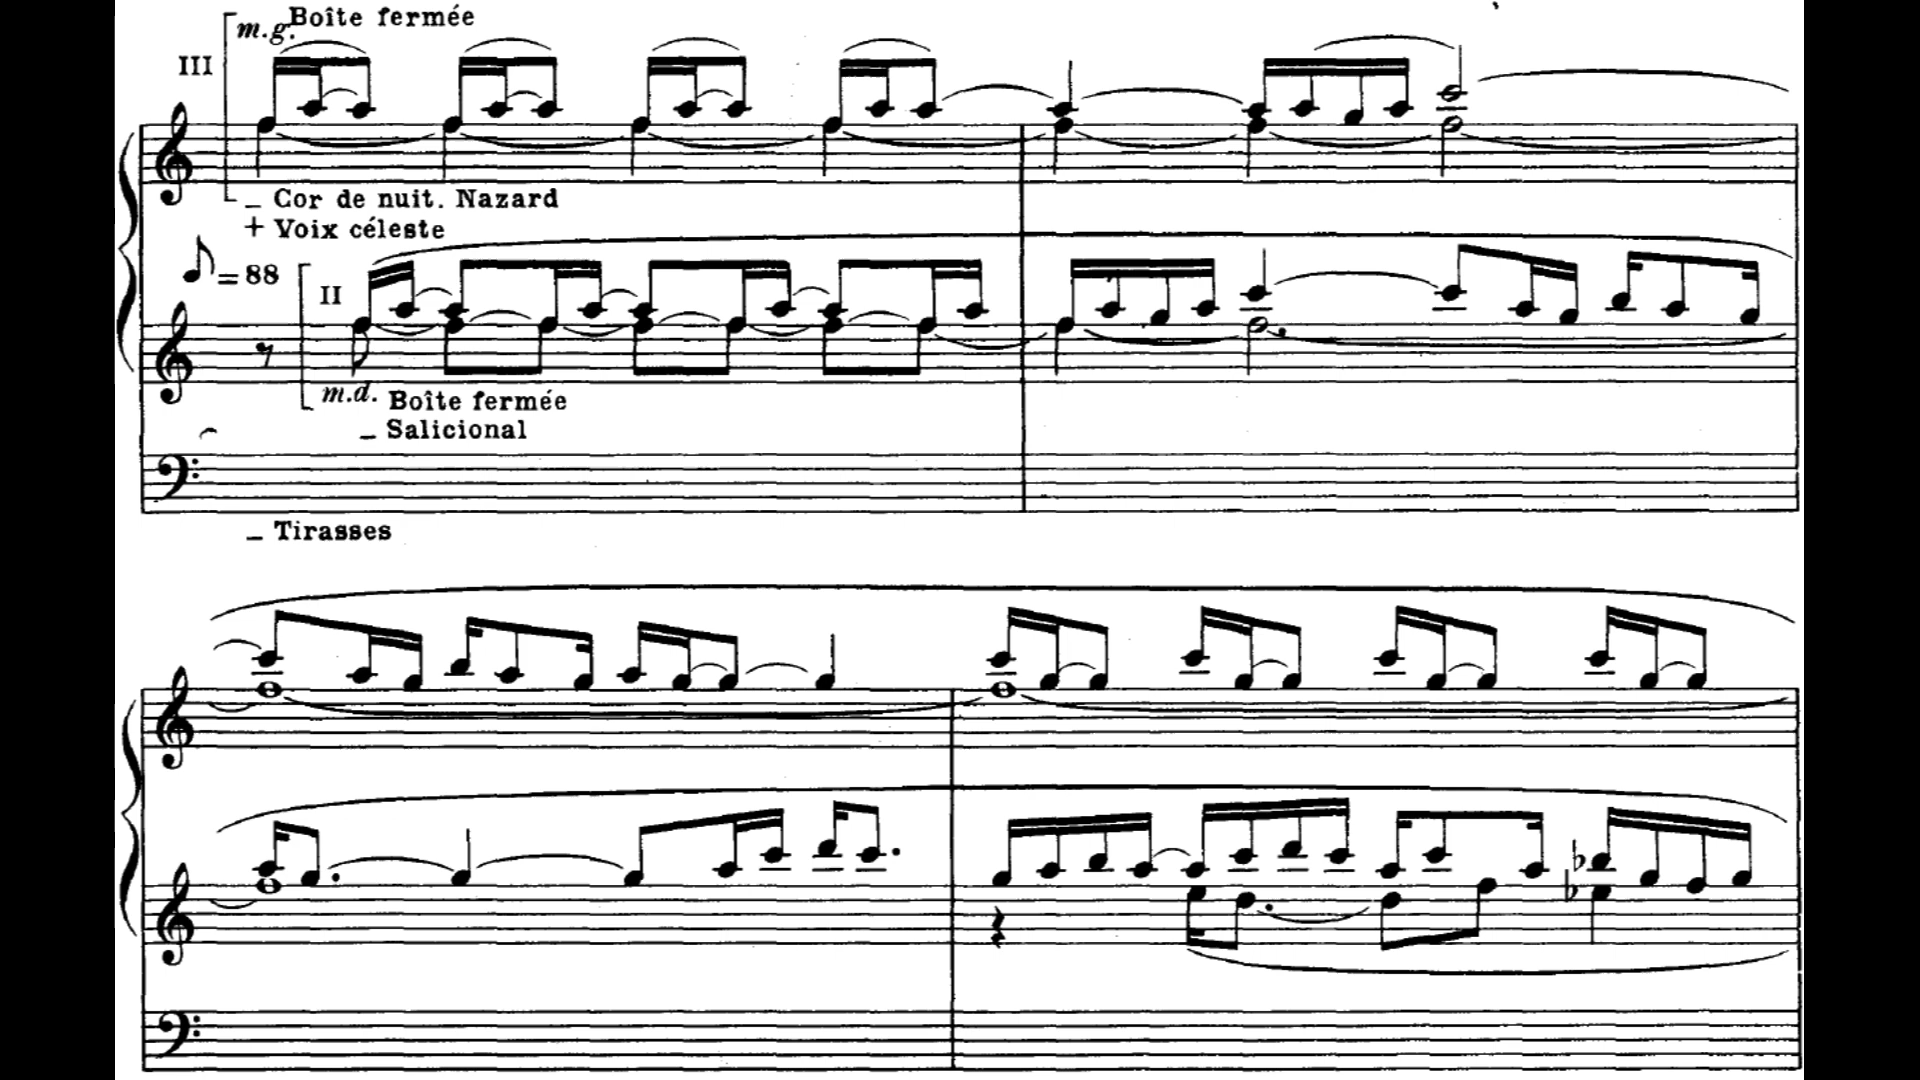 Boîte fermée
m.g.
III
– Cor de nuit. Nazard
+ Voix céleste
♪ = 88
II
m.d. Boîte fermée
– Salicional
– Tirasses